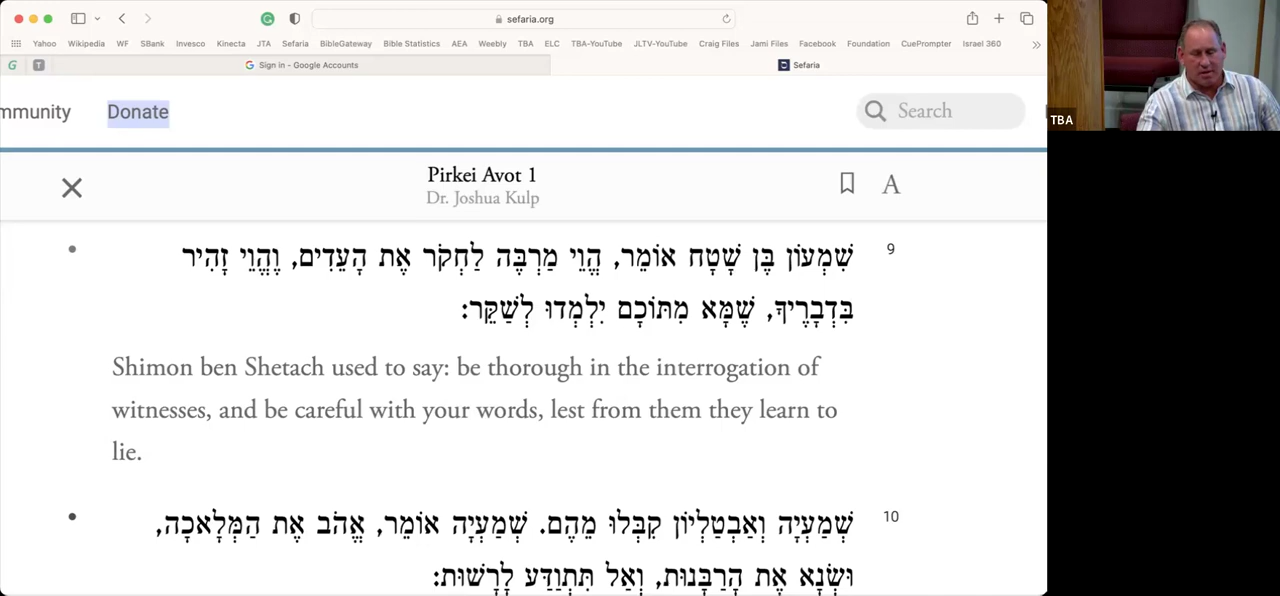 sefaria.org
Yahoo Wikipedia WF SBank Invesco Kinecta JTA Sefaria BibleGateway Bible Statistics AEA Weebly TBA ELC TBA-YouTube JLTV-YouTube Craig Files Jami Files Facebook Foundation CuePrompter Israel 360
G T Sign in - Google Accounts Sefaria
mmunity Donate Search
TBA
Pirkei Avot 1 A
Dr. Joshua Kulp
שִׁמְעוֹן בֶּן שָׁטָח אוֹמֵר, הֱוֵי מַרְבֶּה לַחְקֹר אֶת הָעֵדִים, וֶהֱוֵי זָהִיר 9
בִּדְבָרֶיךָ, שֶׁמָּא מִתּוֹכָם יִלְמְדוּ לְשַׁקֵּר:
Shimon ben Shetach used to say: be thorough in the interrogation of
witnesses, and be careful with your words, lest from them they learn to
lie.
שְׁמַעְיָה וְאַבְטַלְיוֹן קִבְּלוּ מֵהֶם. שְׁמַעְיָה אוֹמֵר, אֱהֹב אֶת הַמְּלָאכָה, 10
וּשְׂנָא אֶת הָרַבָּנוּת, וְאַל תִּתְוַדַּע לָרָשׁוּת: